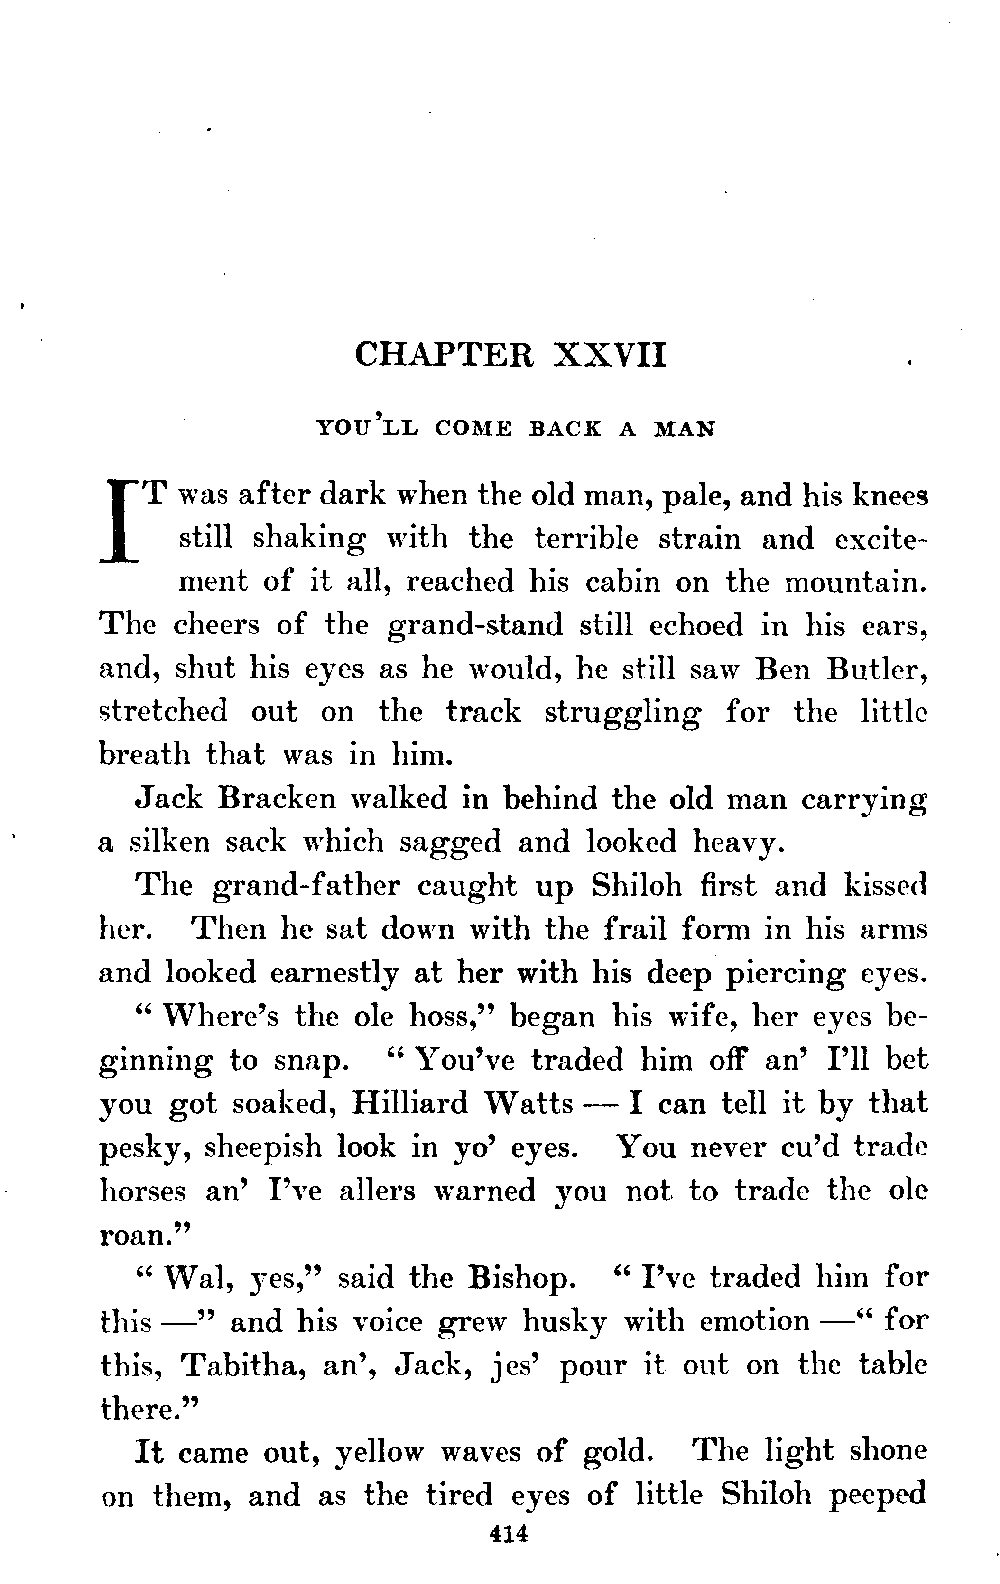 CHAPTER XXVII
YOU'LL COME BACK A MAN
IT was after dark when the old man, pale, and his knees
still shaking with the terrible strain and excite-
ment of it all, reached his cabin on the mountain.
The cheers of the grand-stand still echoed in his ears,
and, shut his eyes as he would, he still saw Ben Butler,
stretched out on the track struggling for the little
breath that was in him.
Jack Bracken walked in behind the old man carrying
a silken sack which sagged and looked heavy.
The grand-father caught up Shiloh first and kissed
her. Then he sat down with the frail form in his arms
and looked earnestly at her with his deep piercing eyes.
“ Where's the ole hoss,” began his wife, her eyes be-
ginning to snap. “ You've traded him off an' I'll bet
you got soaked, Hilliard Watts — I can tell it by that
pesky, sheepish look in yo' eyes. You never cu'd trade
horses an' I've allers warned you not to trade the ole
roan.”
“ Wal, yes,” said the Bishop. “ I've traded him for
this —” and his voice grew husky with emotion —“ for
this, Tabitha, an', Jack, jes' pour it out on the table
there.”
It came out, yellow waves of gold. The light shone
on them, and as the tired eyes of little Shiloh peeped
414